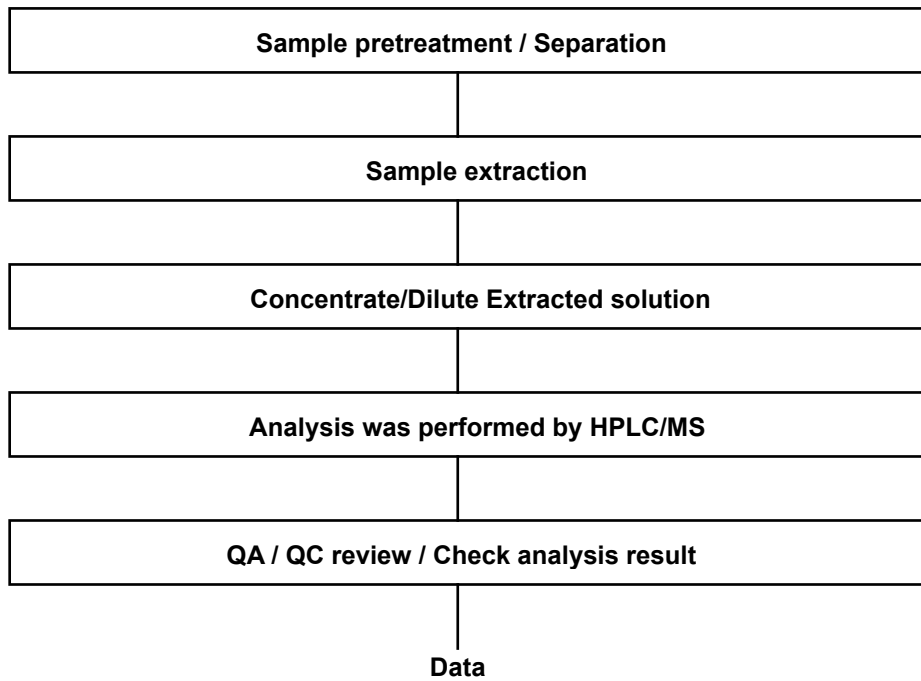 Sample pretreatment / Separation
Sample extraction
Concentrate/Dilute Extracted solution
Analysis was performed by HPLC/MS
QA / QC review / Check analysis result
Data